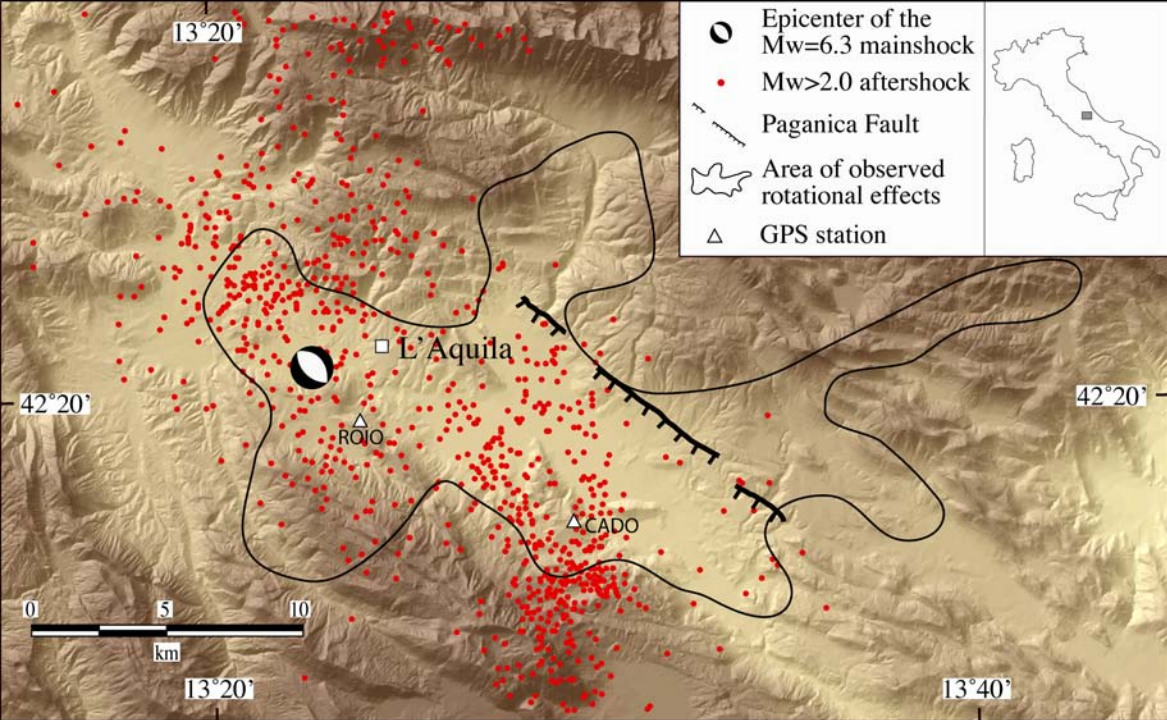 13°20'
Epicenter of the
Mw=6.3 mainshock
Mw>2.0 aftershock
Paganica Fault
Area of observed
rotational effects
GPS station
L'Aquila
42°20'
42°20'
ROIO
CADO
0 5 10
km
13°20'
13°40'